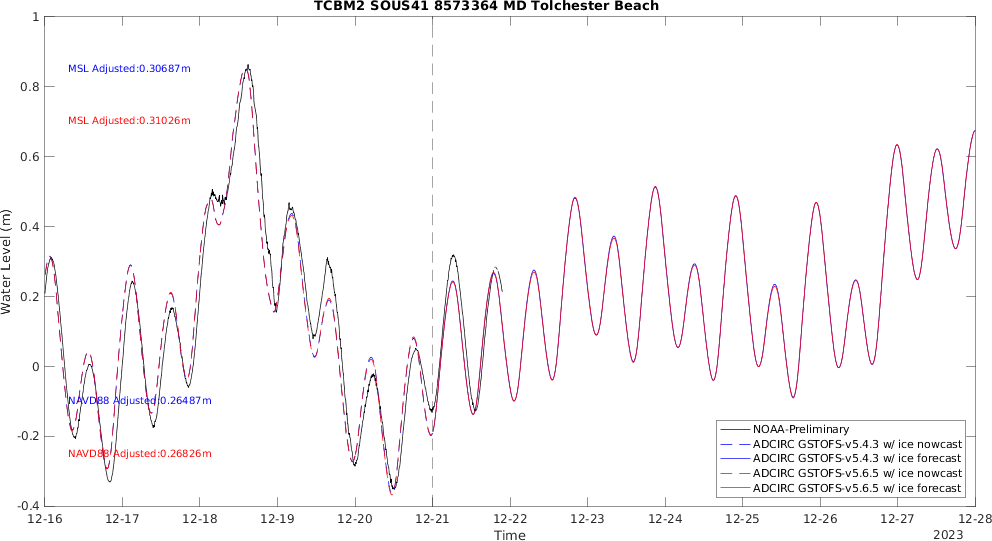 TCBM2 SOUS41 8573364 MD Tolchester Beach
1
0.8
0.6
0.4
0.2
0
-0.2
-0.4
Water Level (m)
MSL Adjusted:0.30687m
MSL Adjusted:0.31026m
NAVD88 Adjusted:0.26487m
NAVD88 Adjusted:0.26826m
NOAA-Preliminary
ADCIRC GSTOFS-v5.4.3 w/ ice nowcast
ADCIRC GSTOFS-v5.4.3 w/ ice forecast
ADCIRC GSTOFS-v5.6.5 w/ ice nowcast
ADCIRC GSTOFS-v5.6.5 w/ ice forecast
12-16 12-17 12-18 12-19 12-20 12-21 12-22 12-23 12-24 12-25 12-26 12-27 12-28
Time
2023